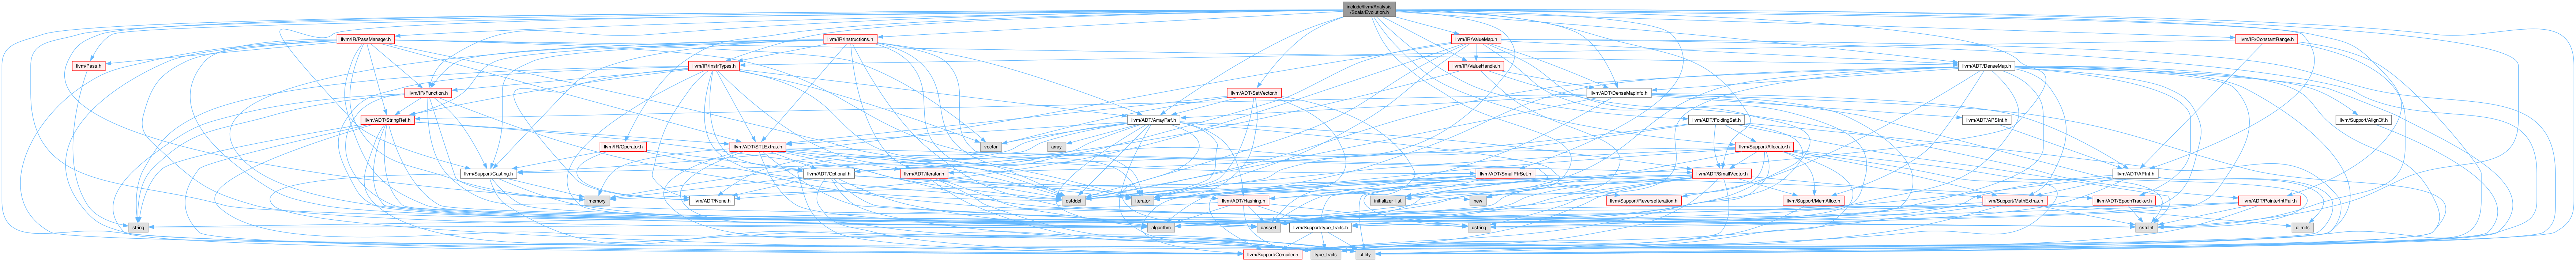 include/llvm/Analysis
/ScalarEvolution.h
llvm/IR/PassManager.h
llvm/IR/Instructions.h
llvm/IR/ValueMap.h
llvm/IR/ConstantRange.h
llvm/Pass.h
llvm/IR/InstrTypes.h
llvm/IR/ValueHandle.h
llvm/ADT/DenseMap.h
llvm/IR/Function.h
llvm/ADT/SetVector.h
llvm/ADT/DenseMapInfo.h
llvm/ADT/StringRef.h
llvm/ADT/ArrayRef.h
llvm/ADT/FoldingSet.h
llvm/ADT/APSInt.h
llvm/Support/AlignOf.h
llvm/IR/Operator.h
llvm/ADT/STLExtras.h
vector
array
llvm/Support/Allocator.h
llvm/Support/Casting.h
llvm/ADT/Optional.h
llvm/ADT/iterator.h
llvm/ADT/SmallPtrSet.h
llvm/ADT/SmallVector.h
llvm/ADT/APInt.h
memory
llvm/ADT/None.h
cstddef
iterator
llvm/ADT/Hashing.h
initializer_list
new
llvm/Support/ReverseIteration.h
llvm/Support/MemAlloc.h
llvm/Support/MathExtras.h
llvm/ADT/EpochTracker.h
llvm/ADT/PointerIntPair.h
string
algorithm
cassert
llvm/Support/type_traits.h
cstring
cstdint
climits
llvm/Support/Compiler.h
type_traits
utility